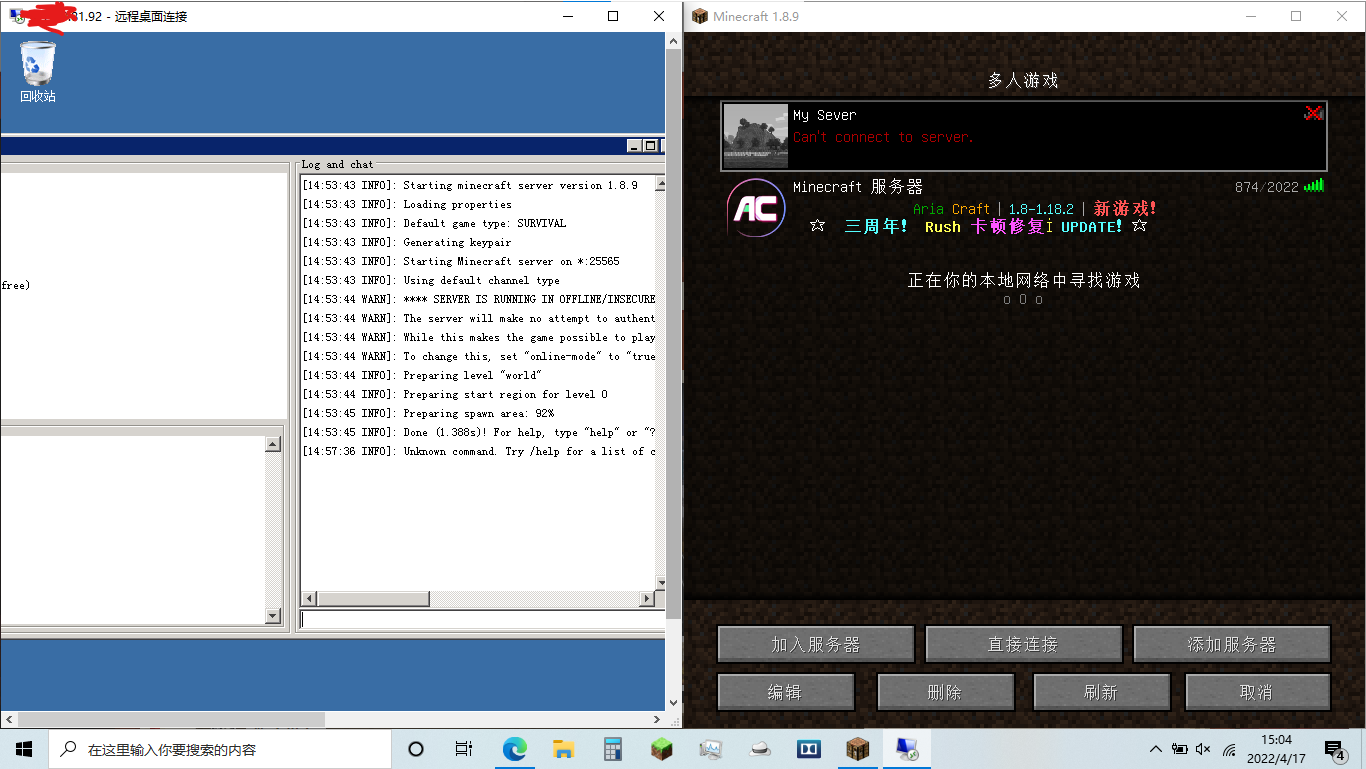 81.92 - 远程桌面连接
回收站
free)
Log and chat
[14:53:43 INFO]: Starting minecraft server version 1.8.9
[14:53:43 INFO]: Loading properties
[14:53:43 INFO]: Default game type: SURVIVAL
[14:53:43 INFO]: Generating keypair
[14:53:43 INFO]: Starting Minecraft server on *:25565
[14:53:43 INFO]: Using default channel type
[14:53:44 WARN]: **** SERVER IS RUNNING IN OFFLINE/INSECURE
[14:53:44 WARN]: The server will make no attempt to authent
[14:53:44 WARN]: While this makes the game possible to play
[14:53:44 WARN]: To change this, set "online-mode" to "true
[14:53:44 INFO]: Preparing level "world"
[14:53:44 INFO]: Preparing start region for level 0
[14:53:45 INFO]: Preparing spawn area: 92%
[14:53:45 INFO]: Done (1.388s)! For help, type "help" or "?
[14:57:36 INFO]: Unknown command. Try /help for a list of c
Minecraft 1.8.9
多人游戏
My Sever
Can't connect to server.
AC
Minecraft 服务器
874/2022
Aria Craft | 1.8-1.18.2 | 新游戏!
☆ 三周年! Rush 卡顿修复 UPDATE! ☆
正在你的本地网络中寻找游戏
o O o
加入服务器
直接连接
添加服务器
编辑
删除
刷新
取消
在这里输入你要搜索的内容
15:04
2022/4/17
4